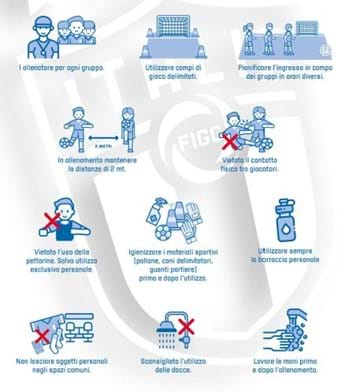 1 allenatore per ogni gruppo.
Utilizzare campi di
gioco delimitati.
Pianificare l'ingresso in campo
dei gruppi in orari diversi.
2 METRI
In allenamento mantenere
la distanza di 2 mt.
Vietato il contatto
fisico tra giocatori.
ITALIA
FIGC
Vietato l'uso delle
pettorine. Salvo utilizzo
esclusivo personale.
Igienizzare i materiali sportivi
(pallone, coni delimitatori,
guanti portiere)
prima e dopo l'utilizzo.
Utilizzare sempre
la borraccia personale
Non lasciare oggetti personali
negli spazi comuni.
Sconsigliato l'utilizzo
delle docce.
Lavare le mani prima
e dopo l'allenamento.